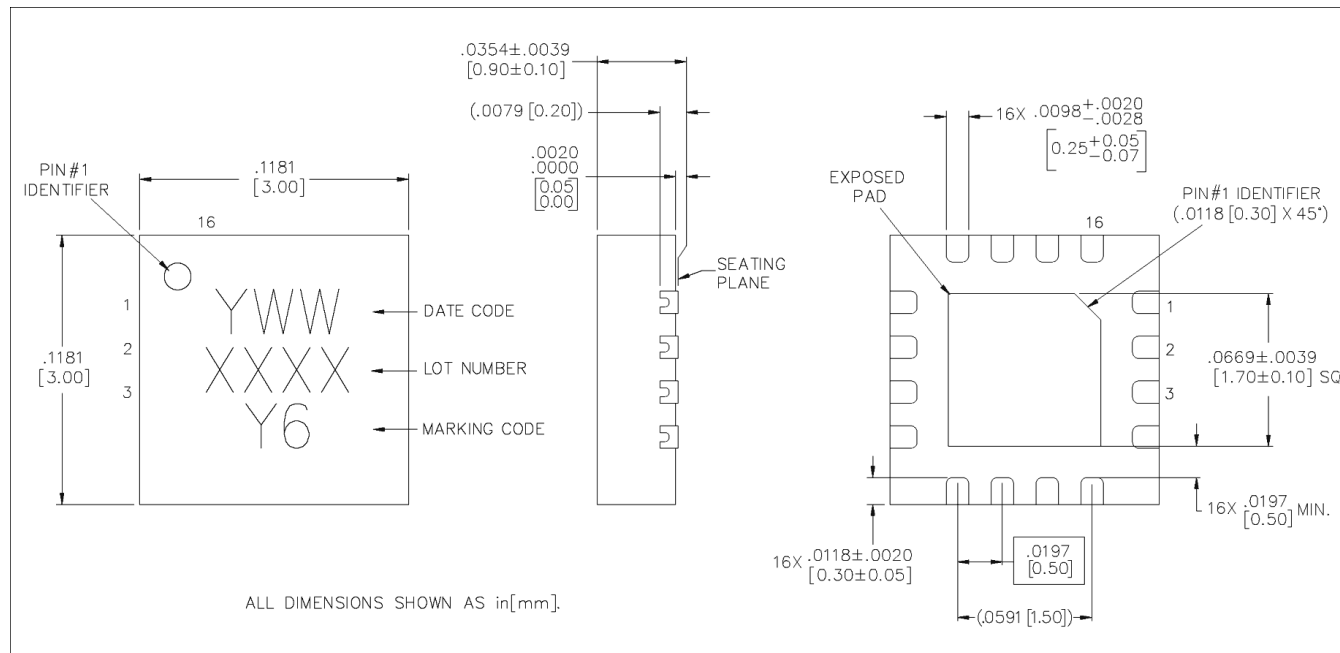 .0354±.0039
[0.90±0.10]
(.0079 [0.20])
.0020
.0000
[0.05
0.00]
PIN#1
IDENTIFIER
.1181
[3.00]
16
1
2
3
.1181
[3.00]
YWW
XXXX
Y6
DATE CODE
LOT NUMBER
MARKING CODE
SEATING
PLANE
16X .0098+.0020
-.0028
[0.25+0.05
-0.07]
EXPOSED
PAD
PIN#1 IDENTIFIER
(.0118 [0.30] X 45°)
16
1
2
3
.0669±.0039
[1.70±0.10] SQ
16X .0197 MIN.
[0.50]
16X .0118±.0020
[0.30±0.05]
.0197
[0.50]
(.0591 [1.50])
ALL DIMENSIONS SHOWN AS in[mm].